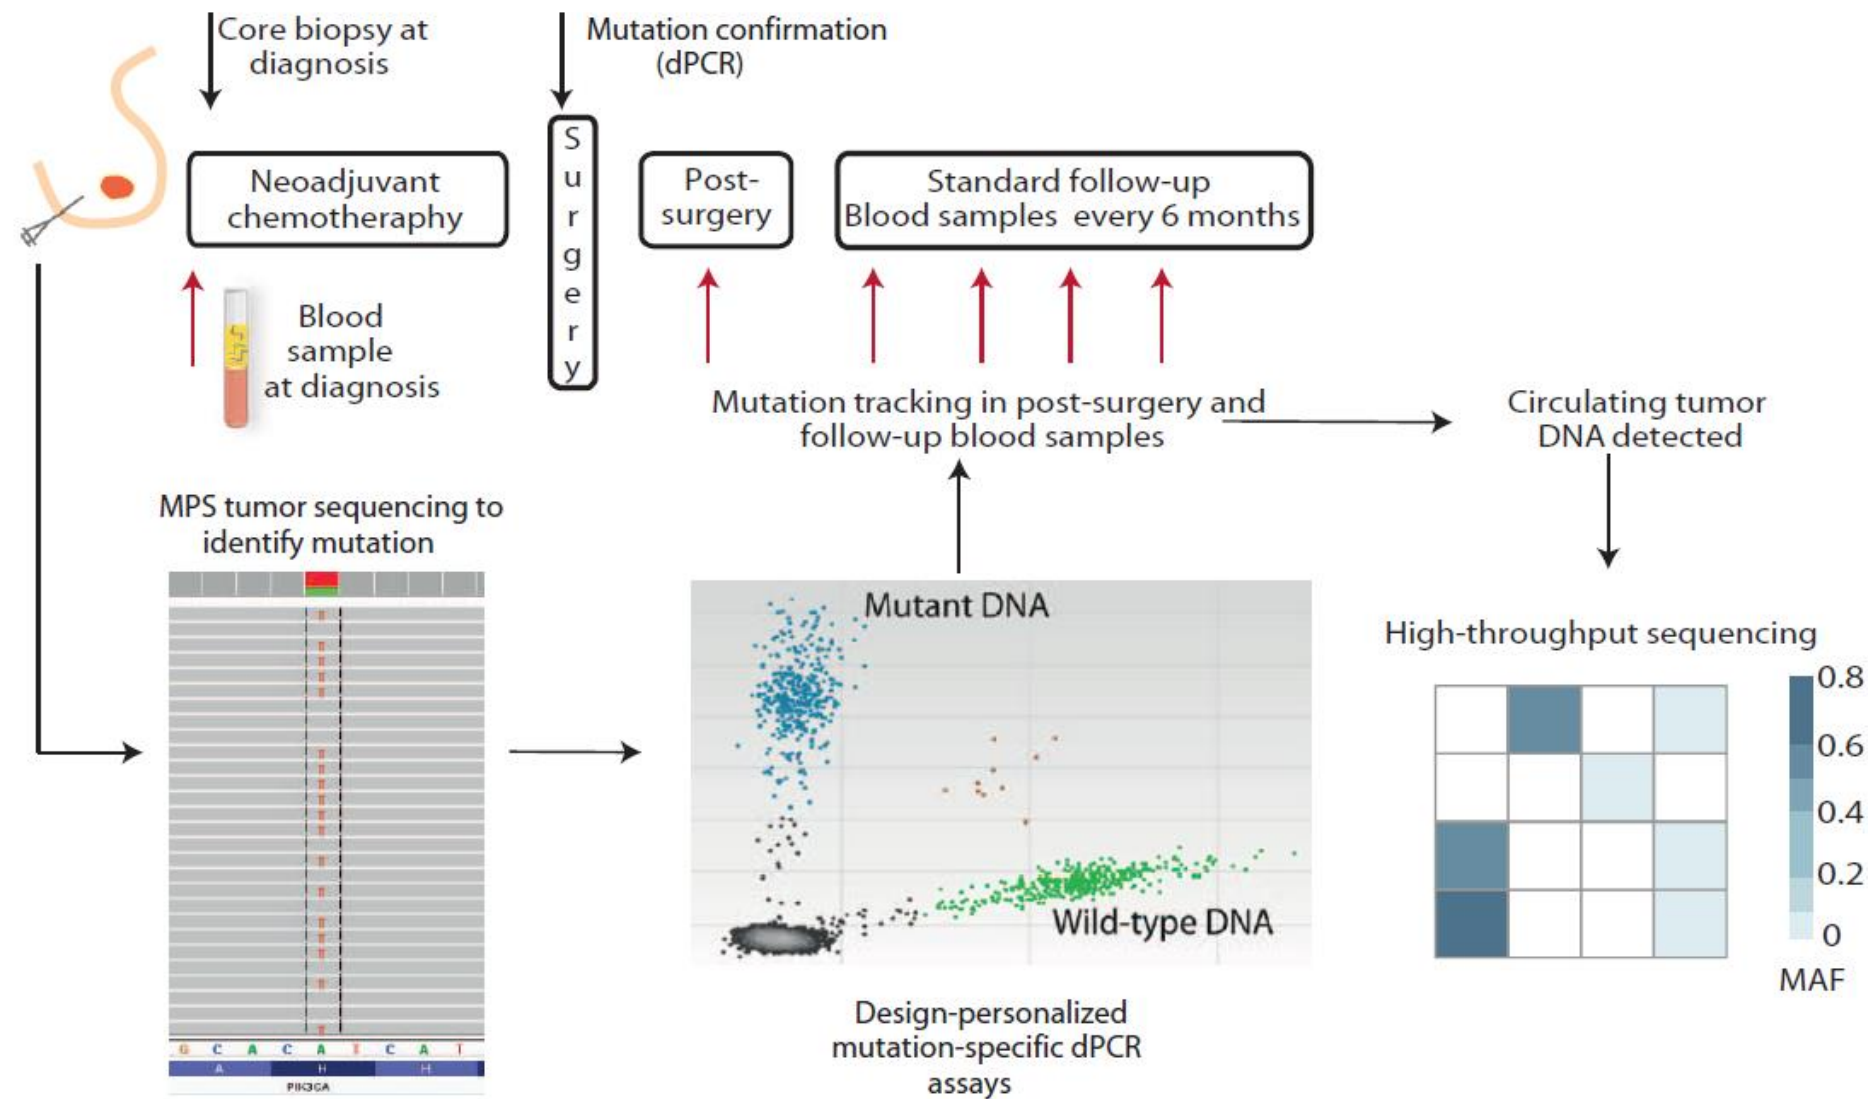 Core biopsy at
diagnosis
Mutation confirmation
(dPCR)
Neoadjuvant
chemotheraphy
Surgery
Post-
surgery
Standard follow-up
Blood samples every 6 months
Blood
sample
at diagnosis
Mutation tracking in post-surgery and
follow-up blood samples
Circulating tumor
DNA detected
MPS tumor sequencing to
identify mutation
G C A C A T C A T
A H H
PIK3CA
Mutant DNA
Wild-type DNA
Design-personalized
mutation-specific dPCR
assays
High-throughput sequencing
0.8
0.6
0.4
0.2
0
MAF